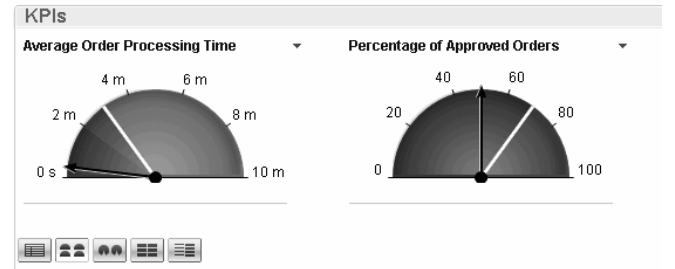 KPIs
Average Order Processing Time
Percentage of Approved Orders
4 m
6 m
2 m
8 m
0 s
10 m
40
60
20
80
0
100